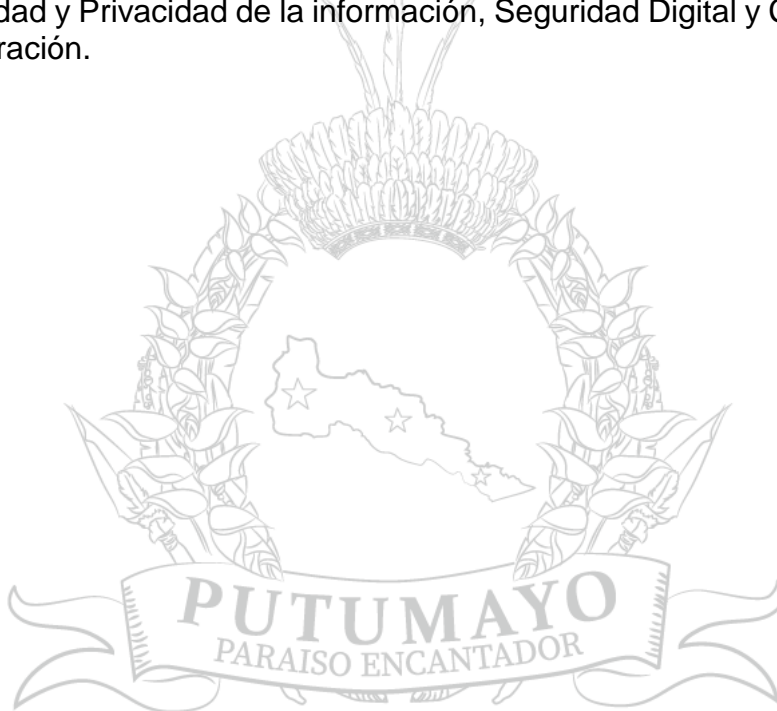 dad y Privacidad de la información, Seguridad Digital y
ración.
PUTUMAYO
PARAISO ENCANTADOR